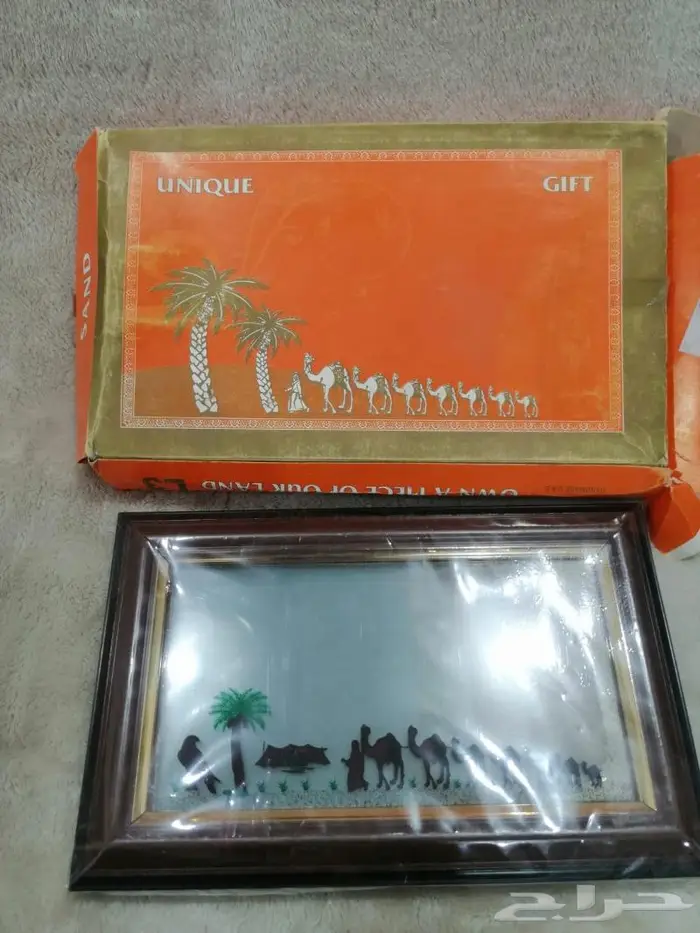 UNIQUE GIFT
SAND
OWN A PIECE OF OUR LAND
حراج